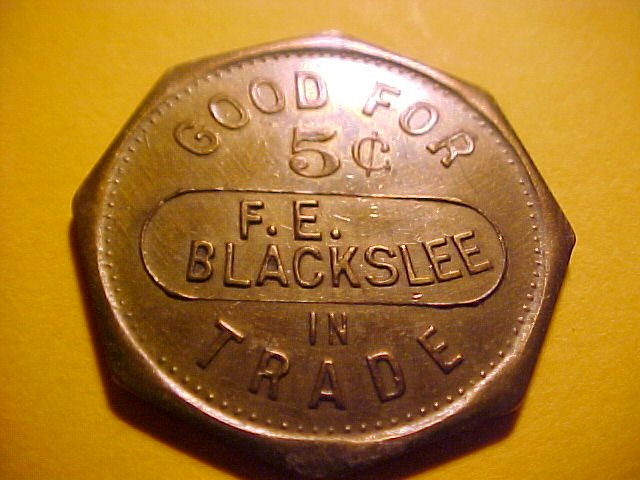 GOOD FOR
5¢
F. E.
BLACKSLEE
IN
TRADE